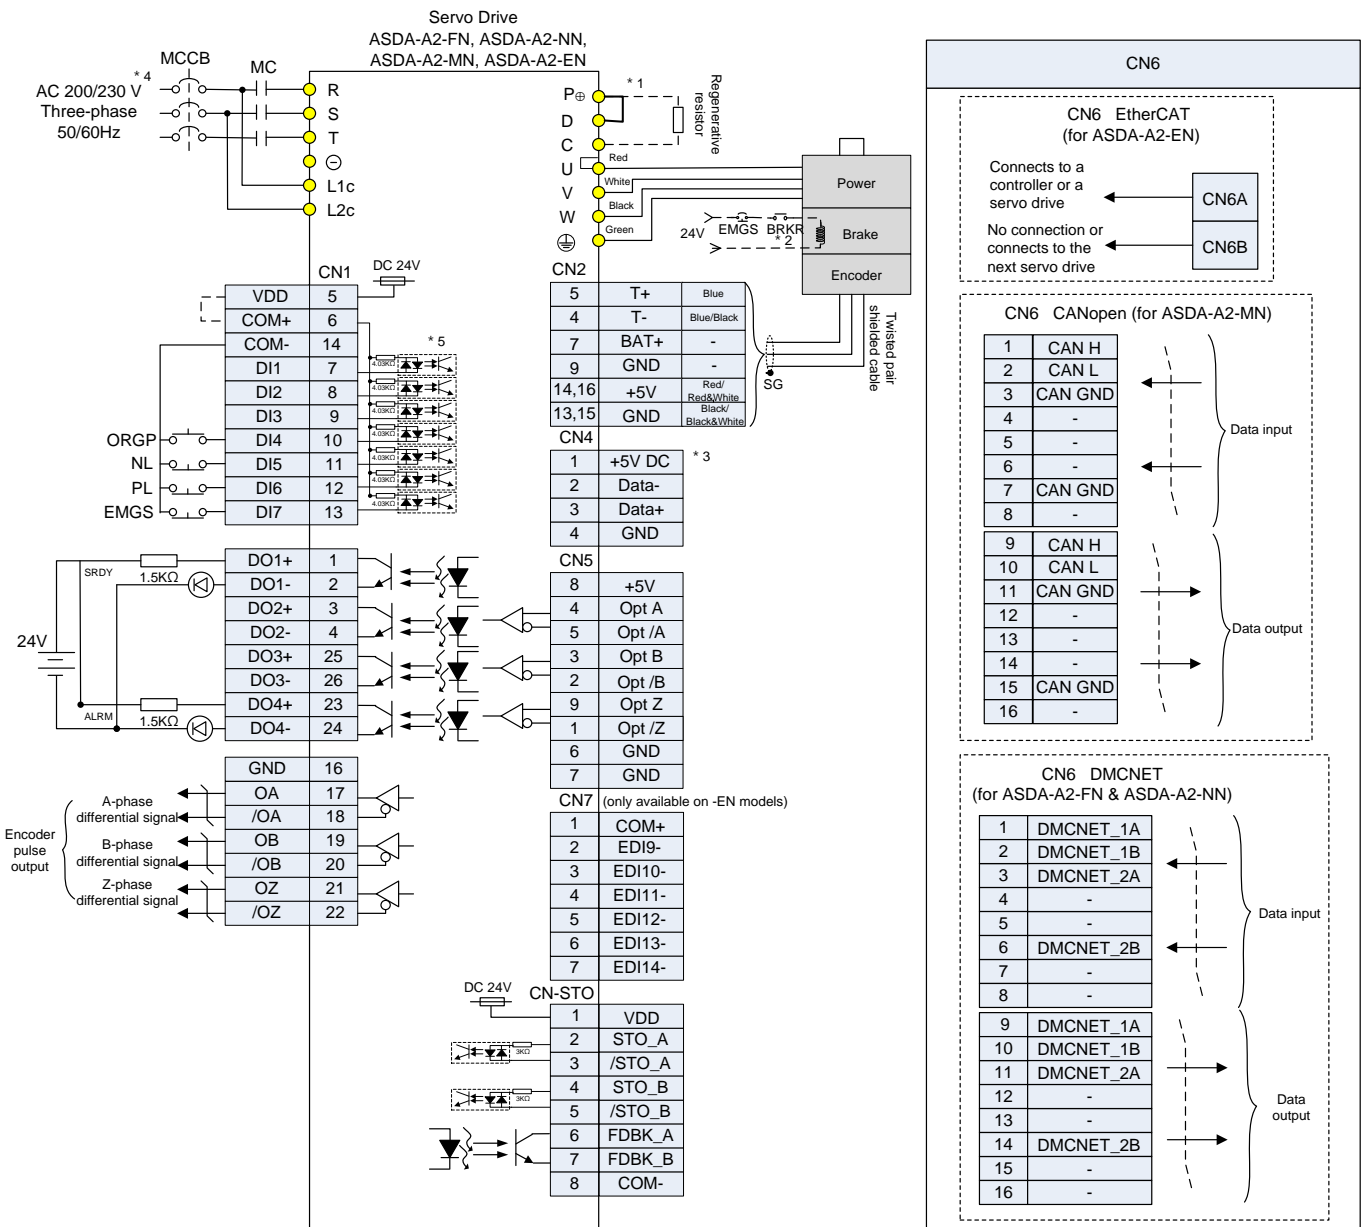 Servo Drive
ASDA-A2-FN, ASDA-A2-NN,
ASDA-A2-MN, ASDA-A2-EN
MCCB
* 4
MC
AC 200/230 V
Three-phase
50/60Hz
R
S
T
⊖
L1c
L2c
P⊕
D
C
U
V
W
* 1
Regenerative
resistor
Red
White
Black
Green
24V
EMGS
BRKR
* 2
Power
Brake
Encoder
Twisted pair
shielded cable
SG
CN1
DC 24V
VDD 5
COM+ 6
COM- 14
DI1 7
DI2 8
DI3 9
DI4 10
DI5 11
DI6 12
DI7 13
* 5
4.03KΩ
4.03KΩ
4.03KΩ
4.03KΩ
4.03KΩ
4.03KΩ
4.03KΩ
ORGP
NL
PL
EMGS
DO1+ 1
DO1- 2
DO2+ 3
DO2- 4
DO3+ 25
DO3- 26
DO4+ 23
DO4- 24
SRDY
1.5KΩ
24V
ALRM
1.5KΩ
GND 16
OA 17
/OA 18
OB 19
/OB 20
OZ 21
/OZ 22
Encoder
pulse
output
A-phase
differential signal
B-phase
differential signal
Z-phase
differential signal
CN2
5 T+ Blue
4 T- Blue/Black
7 BAT+ -
9 GND -
14,16 +5V Red/
Red&White
13,15 GND Black/
Black&White
CN4
1 +5V DC
2 Data-
3 Data+
4 GND
* 3
CN5
8 +5V
4 Opt A
5 Opt /A
3 Opt B
2 Opt /B
9 Opt Z
1 Opt /Z
6 GND
7 GND
CN7 (only available on -EN models)
1 COM+
2 EDI9-
3 EDI10-
4 EDI11-
5 EDI12-
6 EDI13-
7 EDI14-
DC 24V
CN-STO
1 VDD
2 STO_A
3 /STO_A
4 STO_B
5 /STO_B
6 FDBK_A
7 FDBK_B
8 COM-
3KΩ
3KΩ
CN6
CN6 EtherCAT
(for ASDA-A2-EN)
Connects to a
controller or a
servo drive
CN6A
No connection or
connects to the
next servo drive
CN6B
CN6 CANopen (for ASDA-A2-MN)
1 CAN H
2 CAN L
3 CAN GND
4 -
5 -
6 -
7 CAN GND
8 -
Data input
9 CAN H
10 CAN L
11 CAN GND
12 -
13 -
14 -
15 CAN GND
16 -
Data output
CN6 DMCNET
(for ASDA-A2-FN & ASDA-A2-NN)
1 DMCNET_1A
2 DMCNET_1B
3 DMCNET_2A
4 -
5 -
6 DMCNET_2B
7 -
8 -
Data input
9 DMCNET_1A
10 DMCNET_1B
11 DMCNET_2A
12 -
13 -
14 DMCNET_2B
15 -
16 -
Data
output